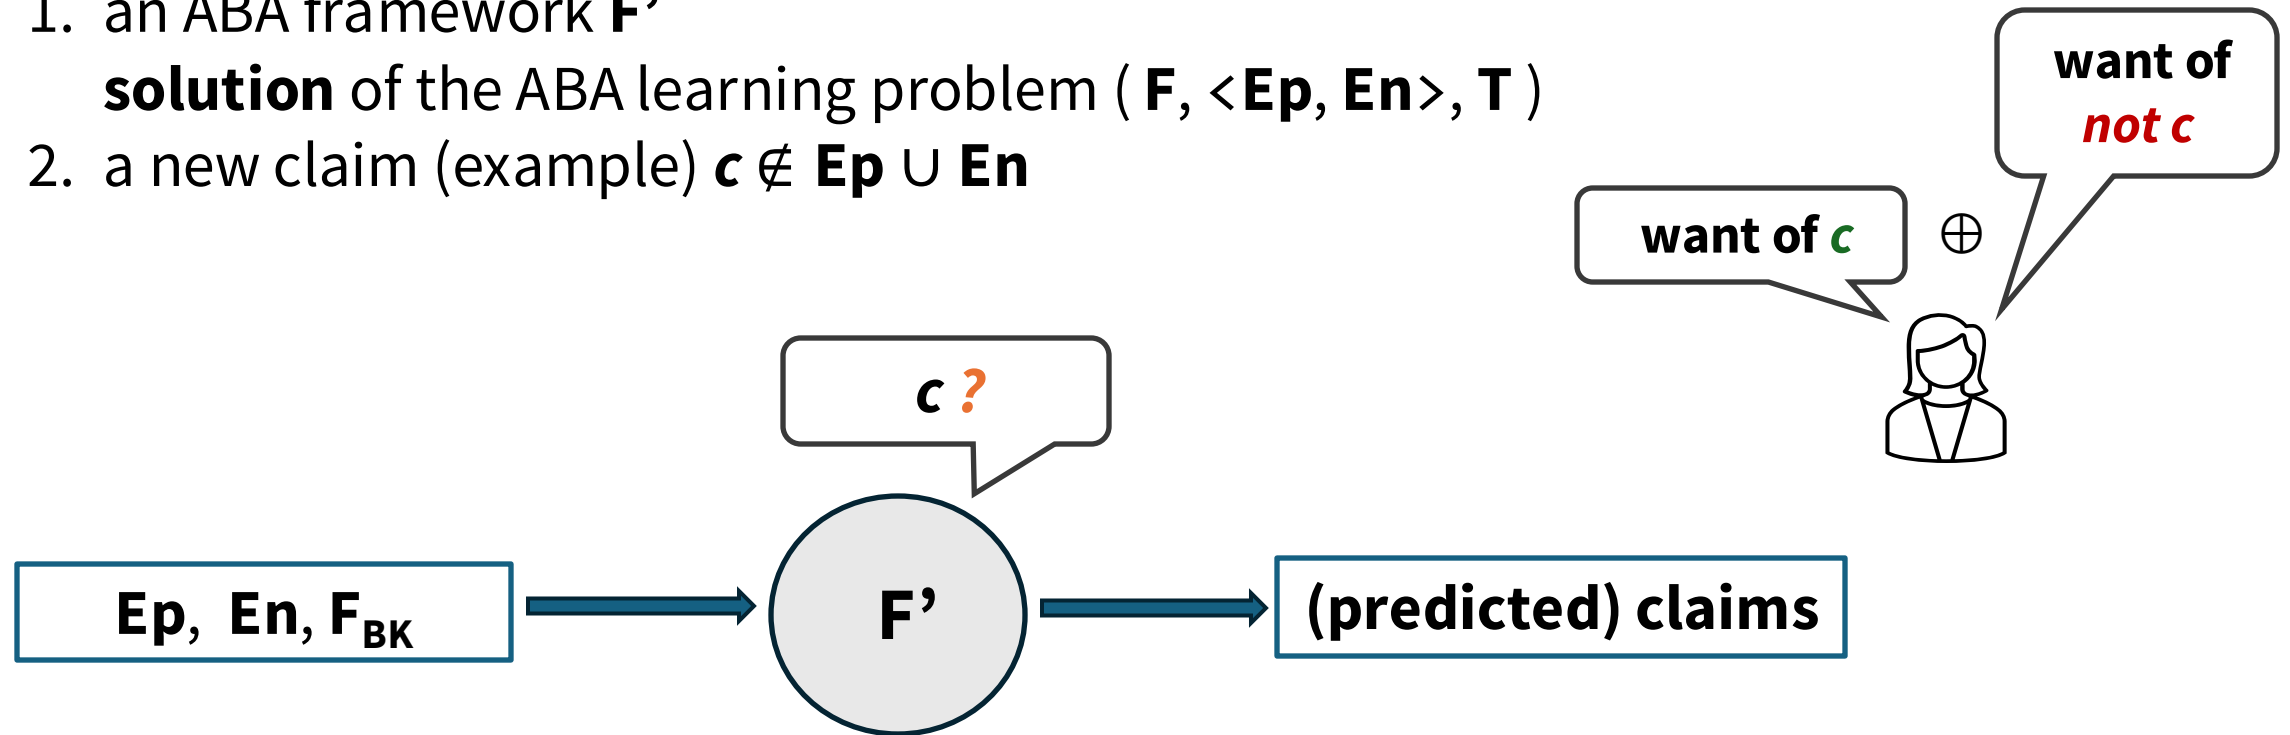 1. an ABA framework F’
solution of the ABA learning problem ( F, <Ep, En>, T )
2. a new claim (example) c ∉ Ep ∪ En
want of
not c
want of c ⊕
c ?
Ep, En, FBK
F’
(predicted) claims